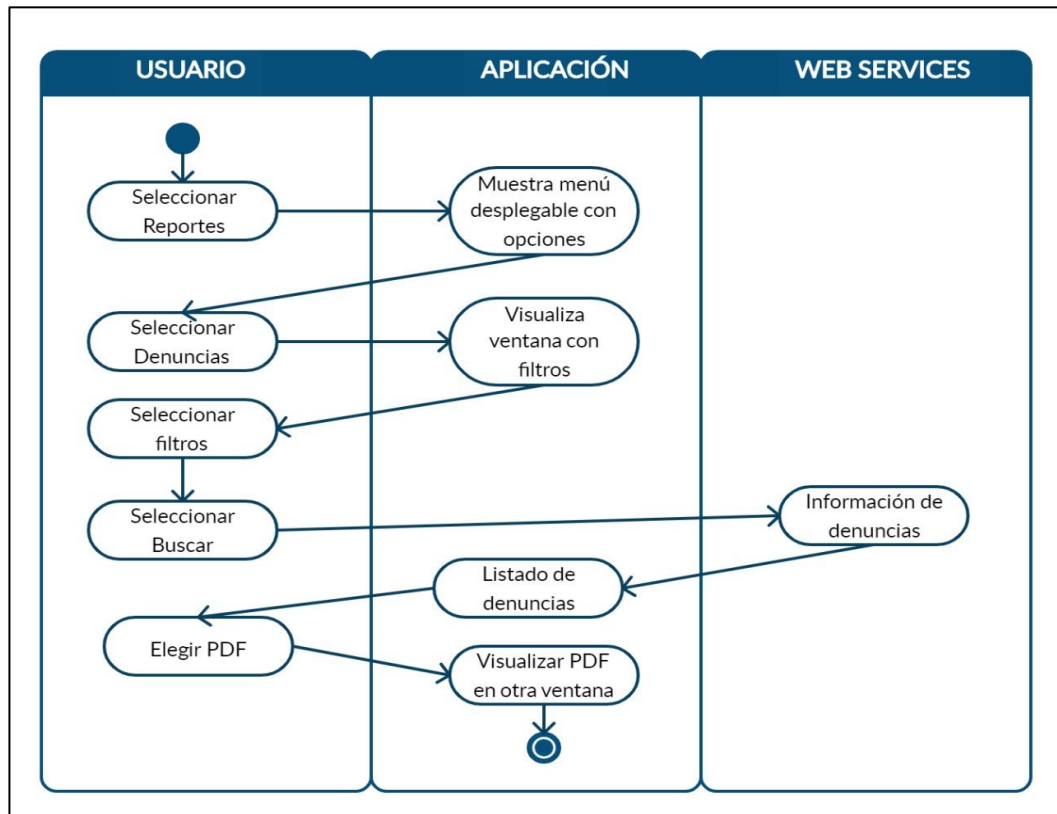 USUARIO
APLICACIÓN
WEB SERVICES
Seleccionar
Reportes
Muestra menú
desplegable con
opciones
Seleccionar
Denuncias
Visualiza
ventana con
filtros
Seleccionar
filtros
Seleccionar
Buscar
Información de
denuncias
Listado de
denuncias
Elegir PDF
Visualizar PDF
en otra ventana